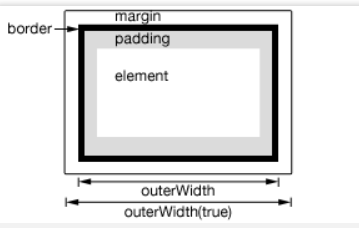 margin
border
padding
element
outerWidth
outerWidth(true)